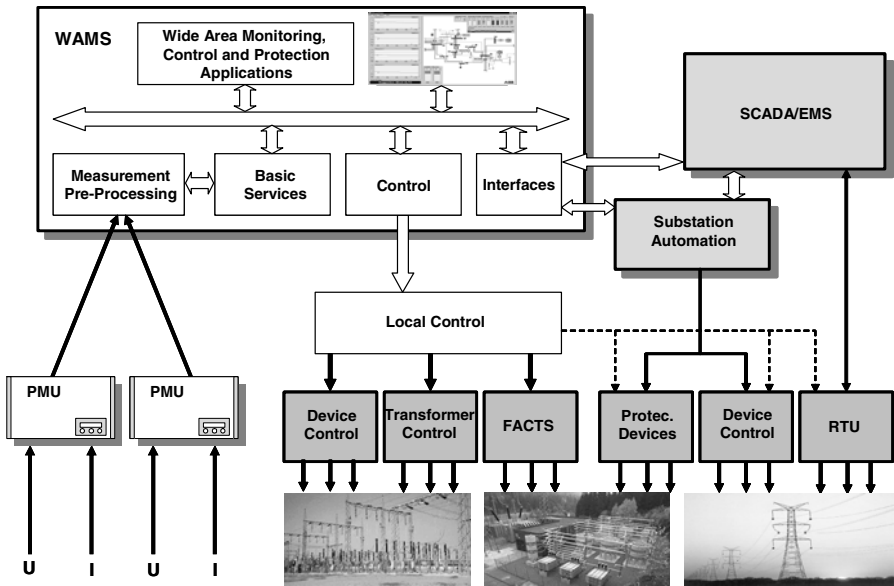 WAMS
Wide Area Monitoring,
Control and Protection
Applications
SCADA/EMS
Measurement
Pre-Processing
Basic
Services
Control
Interfaces
Substation
Automation
Local Control
PMU
PMU
Device
Control
Transformer
Control
FACTS
Protec.
Devices
Device
Control
RTU
U
I
U
I